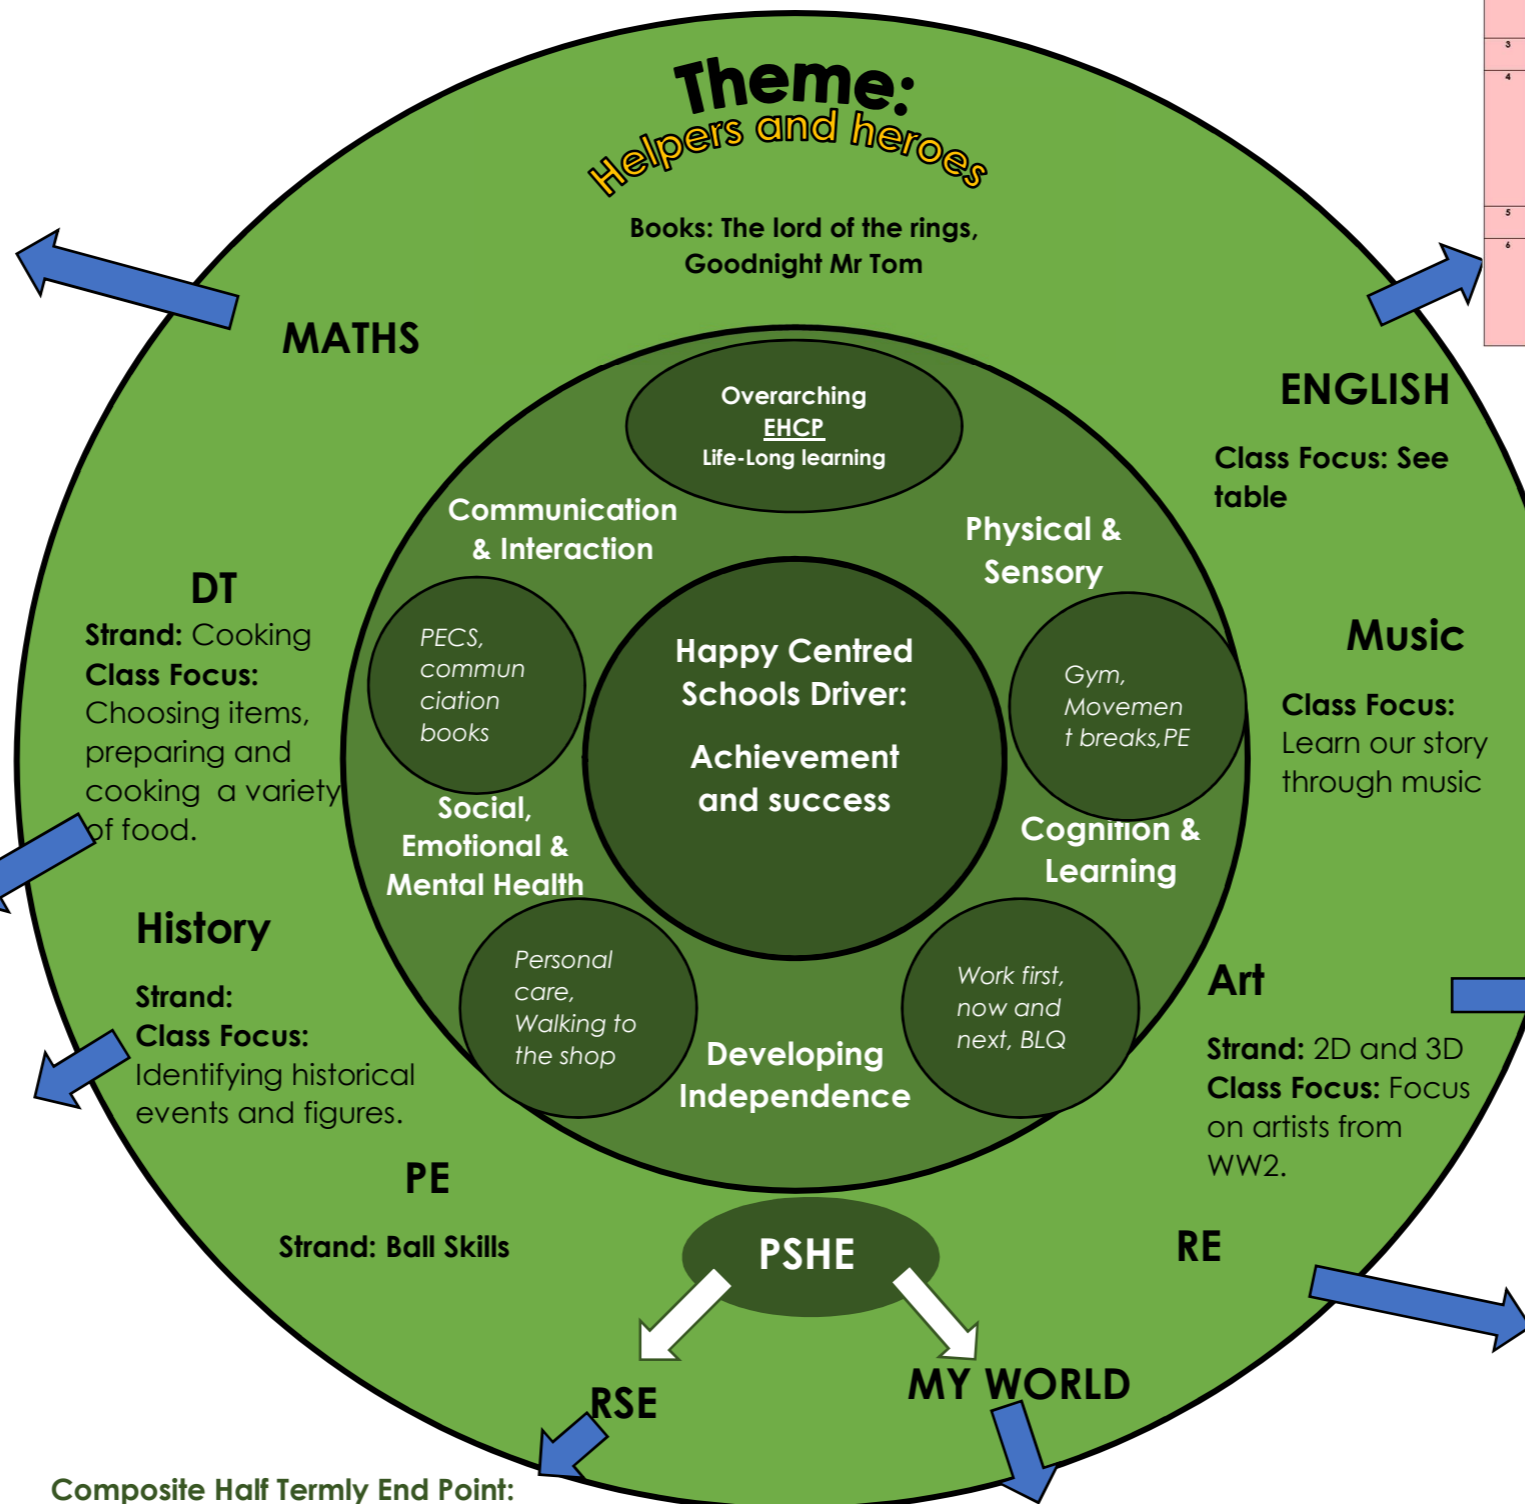 Theme:
Helpers and heroes
Books: The lord of the rings,
Goodnight Mr Tom
3
4
5
6
MATHS
ENGLISH
Class Focus: See
table
Overarching
EHCP
Life-Long learning
Communication
& Interaction
Physical &
Sensory
DT
Strand: Cooking
Class Focus:
Choosing items,
preparing and
cooking a variety
of food.
PECS,
commun
ciation
books
Happy Centred
Schools Driver:
Achievement
and success
Gym,
Movemen
t breaks,PE
Music
Class Focus:
Learn our story
through music
Social,
Emotional &
Mental Health
Cognition &
Learning
History
Strand:
Class Focus:
Identifying historical
events and figures.
Personal
care,
Walking to
the shop
Developing
Independence
Work first,
now and
next, BLQ
Art
Strand: 2D and 3D
Class Focus: Focus
on artists from
WW2.
PE
Strand: Ball Skills
PSHE
RE
RSE
MY WORLD
Composite Half Termly End Point: